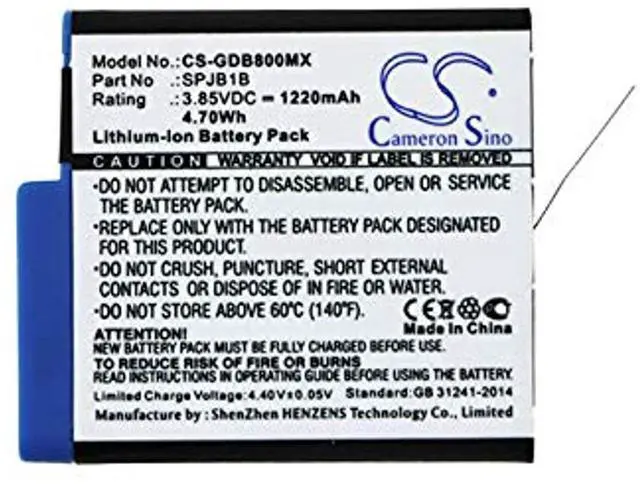 Model No.: CS-GDB800MX
Part No.: SPJB1B
Rating : 3.85VDC ⎓ 1220mAh
4.70Wh
Lithium-Ion Battery Pack
CS
Cameron Sino
CAUTION WARRANTY VOID IF LABEL REMOVED
•DO NOT ATTEMPT TO DISASSEMBLE, OPEN OR SERVICE
THE BATTERY PACK.
•REPLACE ONLY WITH THE BATTERY PACK DESIGNATED
FOR THIS PRODUCT.
•DO NOT CRUSH, PUNCTURE, SHORT EXTERNAL
CONTACTS OR DISPOSE OF IN FIRE OR WATER.
•DO NOT STORE ABOVE 60℃ (140℉).
CE
Made In China
ATTENTION!
NEW BATTERY PACK MUST BE FULLY CHARGED BEFORE USE
TO REDUCE RISK OF FIRE OR BURNS
READ INSTRUCTIONS IN OPERATING GUIDE BEFORE USE
Limited Charge Voltage:4.40V±0.05V Standard:GB 31241-2014
Manufacture by : ShenZhen HENZENS Technology Co., Limited